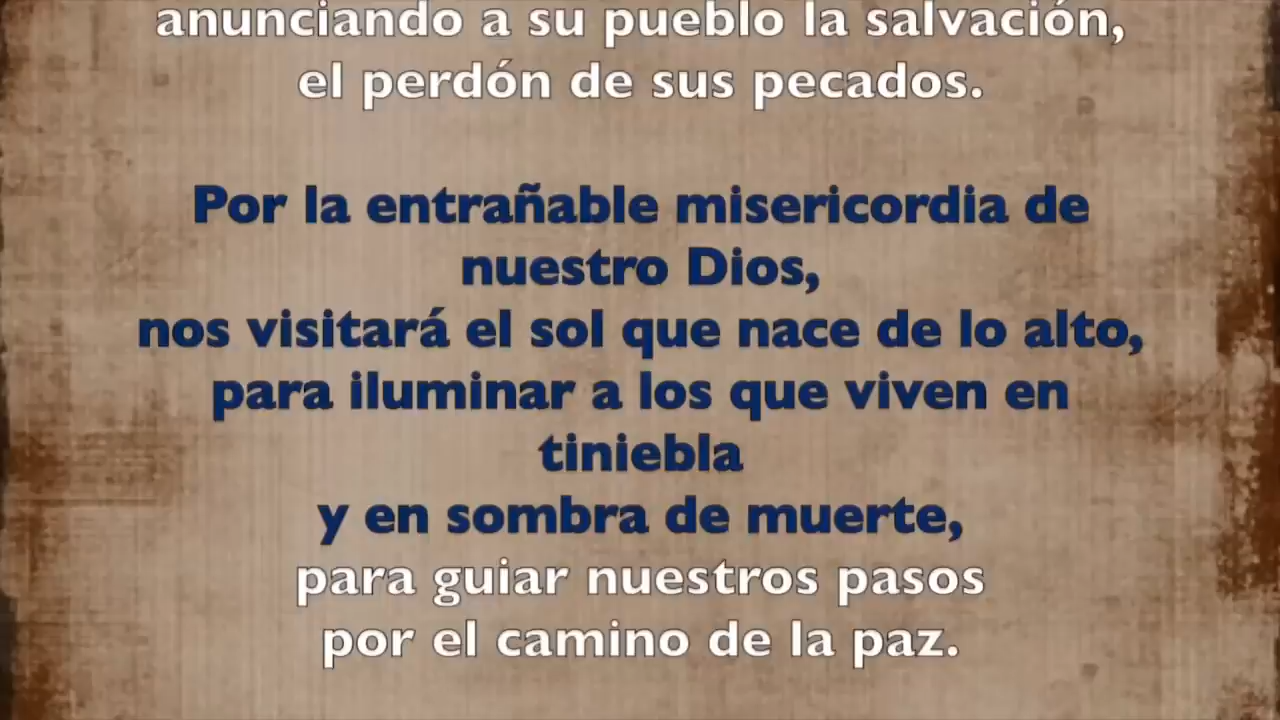 anunciando a su pueblo la salvación,
el perdón de sus pecados.
Por la entrañable misericordia de
nuestro Dios,
nos visitará el sol que nace de lo alto,
para iluminar a los que viven en
tiniebla
y en sombra de muerte,
para guiar nuestros pasos
por el camino de la paz.